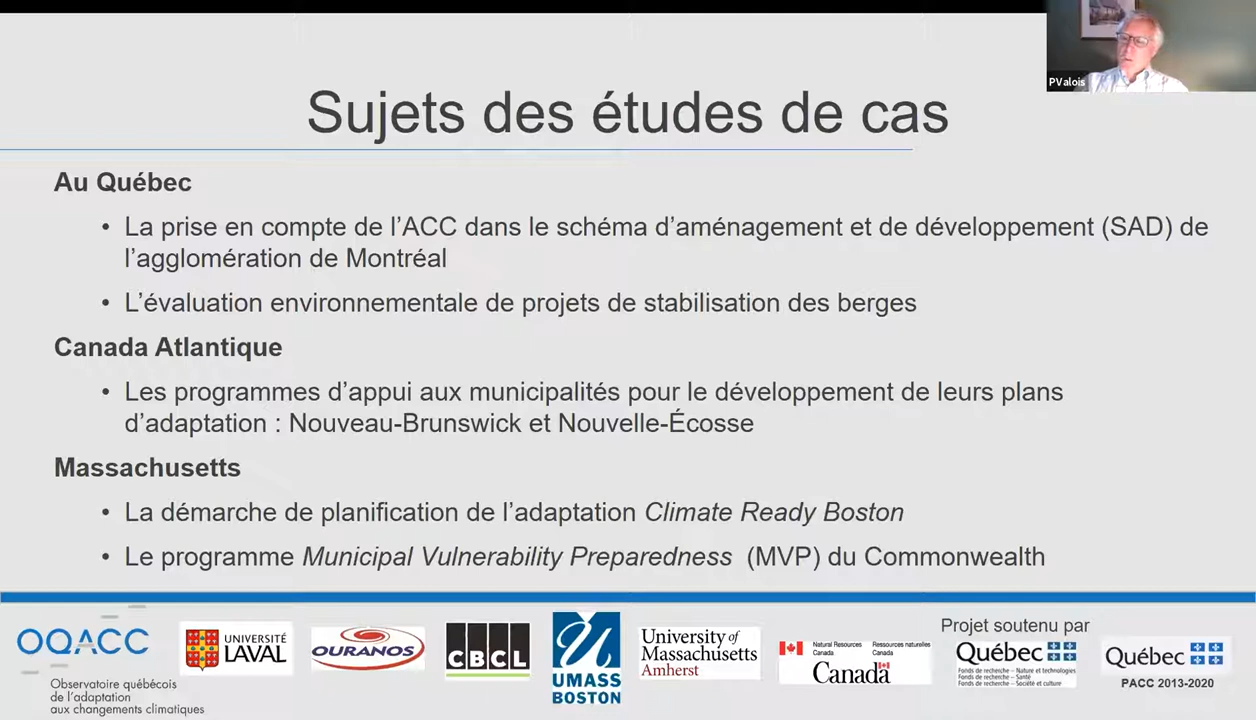 PValois
Sujets des études de cas
Au Québec
• La prise en compte de l’ACC dans le schéma d’aménagement et de développement (SAD) de
l’agglomération de Montréal
• L’évaluation environnementale de projets de stabilisation des berges
Canada Atlantique
• Les programmes d’appui aux municipalités pour le développement de leurs plans
d’adaptation : Nouveau-Brunswick et Nouvelle-Écosse
Massachusetts
• La démarche de planification de l’adaptation Climate Ready Boston
• Le programme Municipal Vulnerability Preparedness (MVP) du Commonwealth
OQACC
Observatoire québécois
de l’adaptation
aux changements climatiques
UNIVERSITÉ
LAVAL
OURANOS
CBCL
UMASS
BOSTON
University of
Massachusetts
Amherst
Natural Resources Ressources naturelles
Canada Canada
Canada
Projet soutenu par
Québec
Fonds de recherche – Nature et technologies
Fonds de recherche – Santé
Fonds de recherche – Société et culture
Québec
PACC 2013-2020